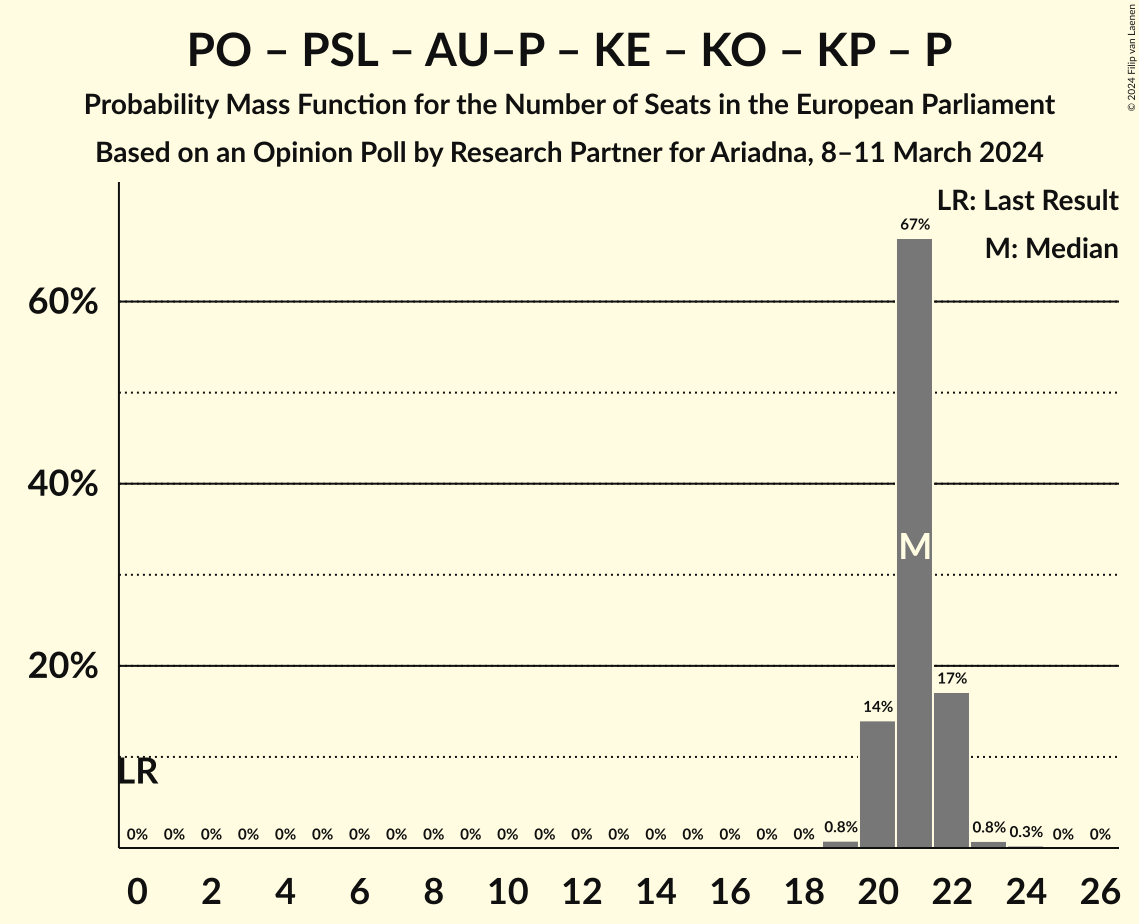 PO – PSL – AU–P – KE – KO – KP – P
Probability Mass Function for the Number of Seats in the European Parliament
Based on an Opinion Poll by Research Partner for Ariadna, 8–11 March 2024
© 2024 Filip van Laenen
LR: Last Result
M: Median
67%
60%
40%
M
20%
17%
14%
LR
0% 0% 0% 0% 0% 0% 0% 0% 0% 0% 0% 0% 0% 0% 0% 0% 0% 0% 0% 0.8% 0.8% 0.3% 0% 0%
0 2 4 6 8 10 12 14 16 18 20 22 24 26